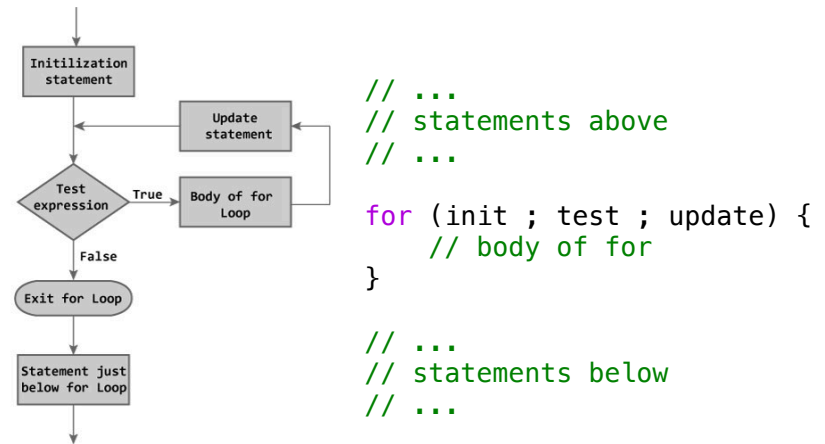 Initilization
statement
Update
statement
Test
expression
True
Body of for
Loop
False
Exit for Loop
Statement just
below for Loop
// ...
// statements above
// ...
for (init ; test ; update) {
    // body of for
}
// ...
// statements below
// ...